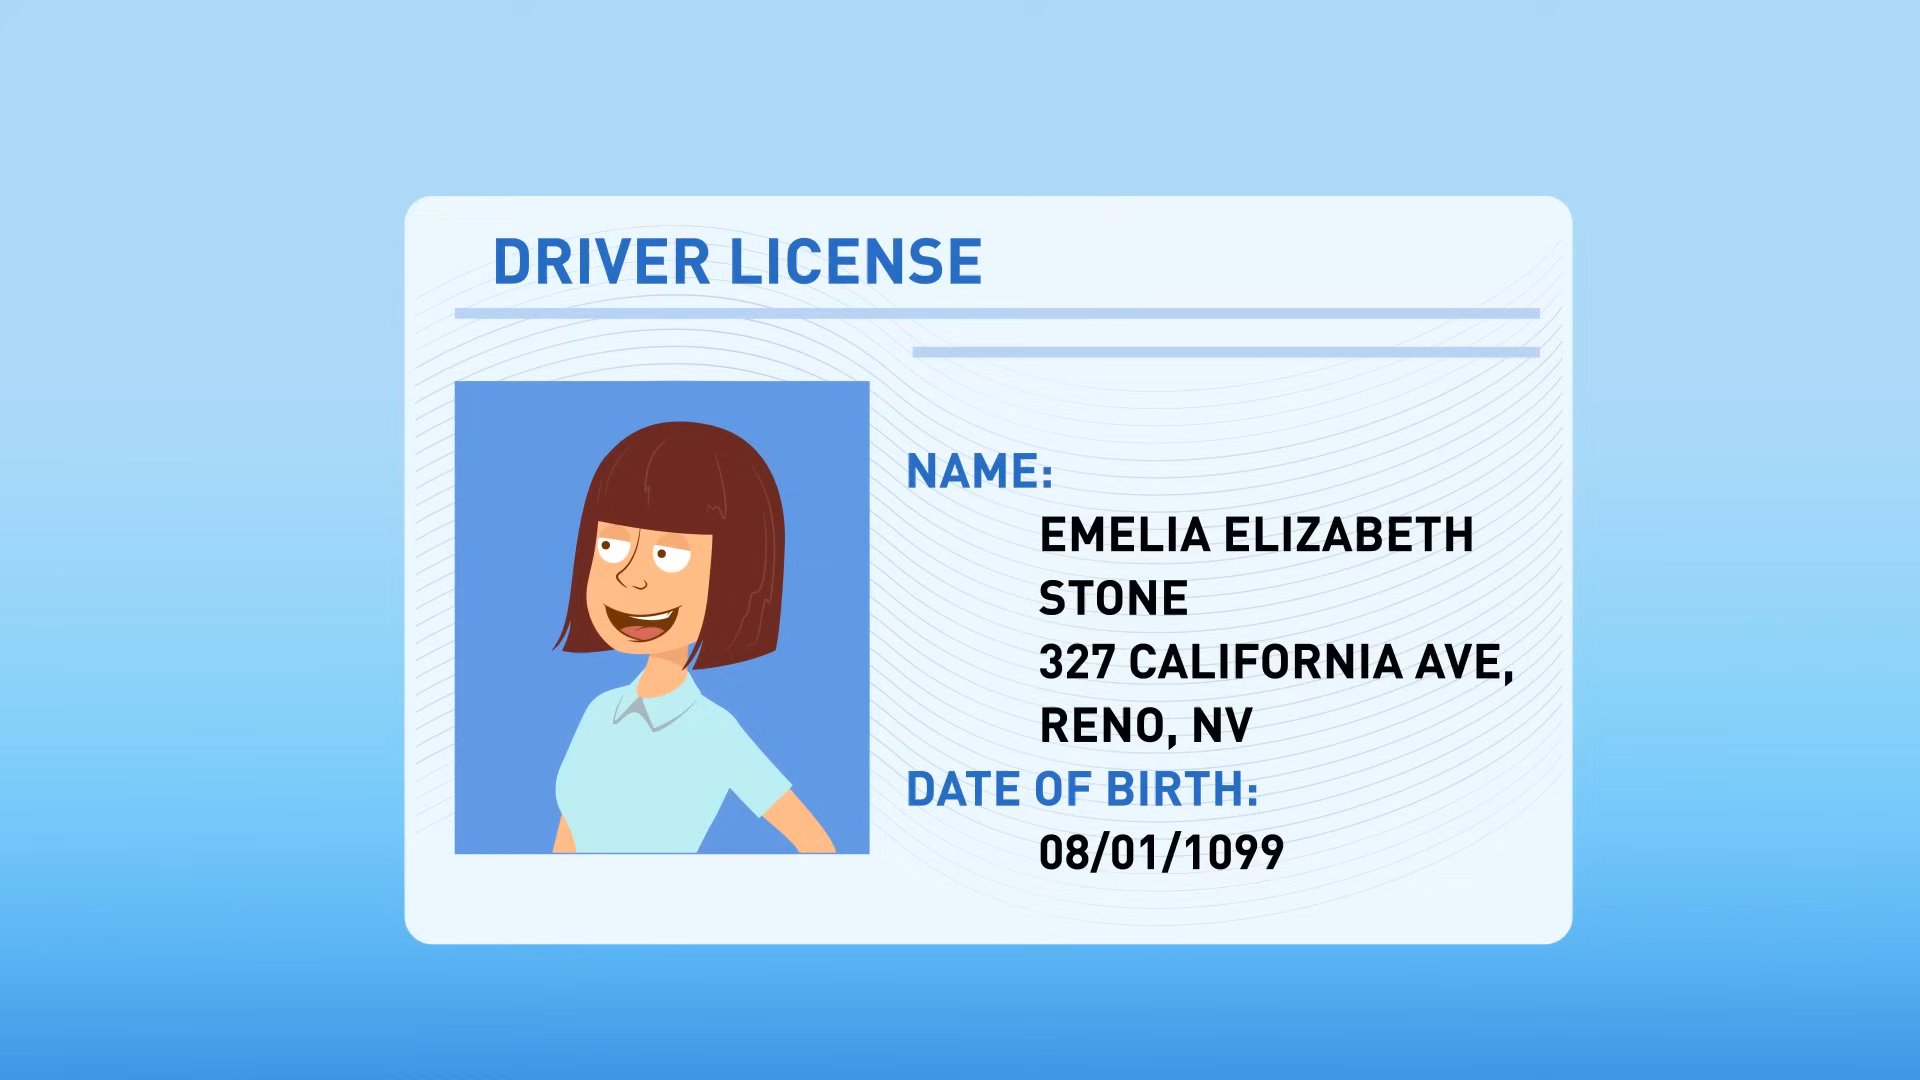 DRIVER LICENSE
NAME:
EMELIA ELIZABETH
STONE
327 CALIFORNIA AVE,
RENO, NV
DATE OF BIRTH:
08/01/1099